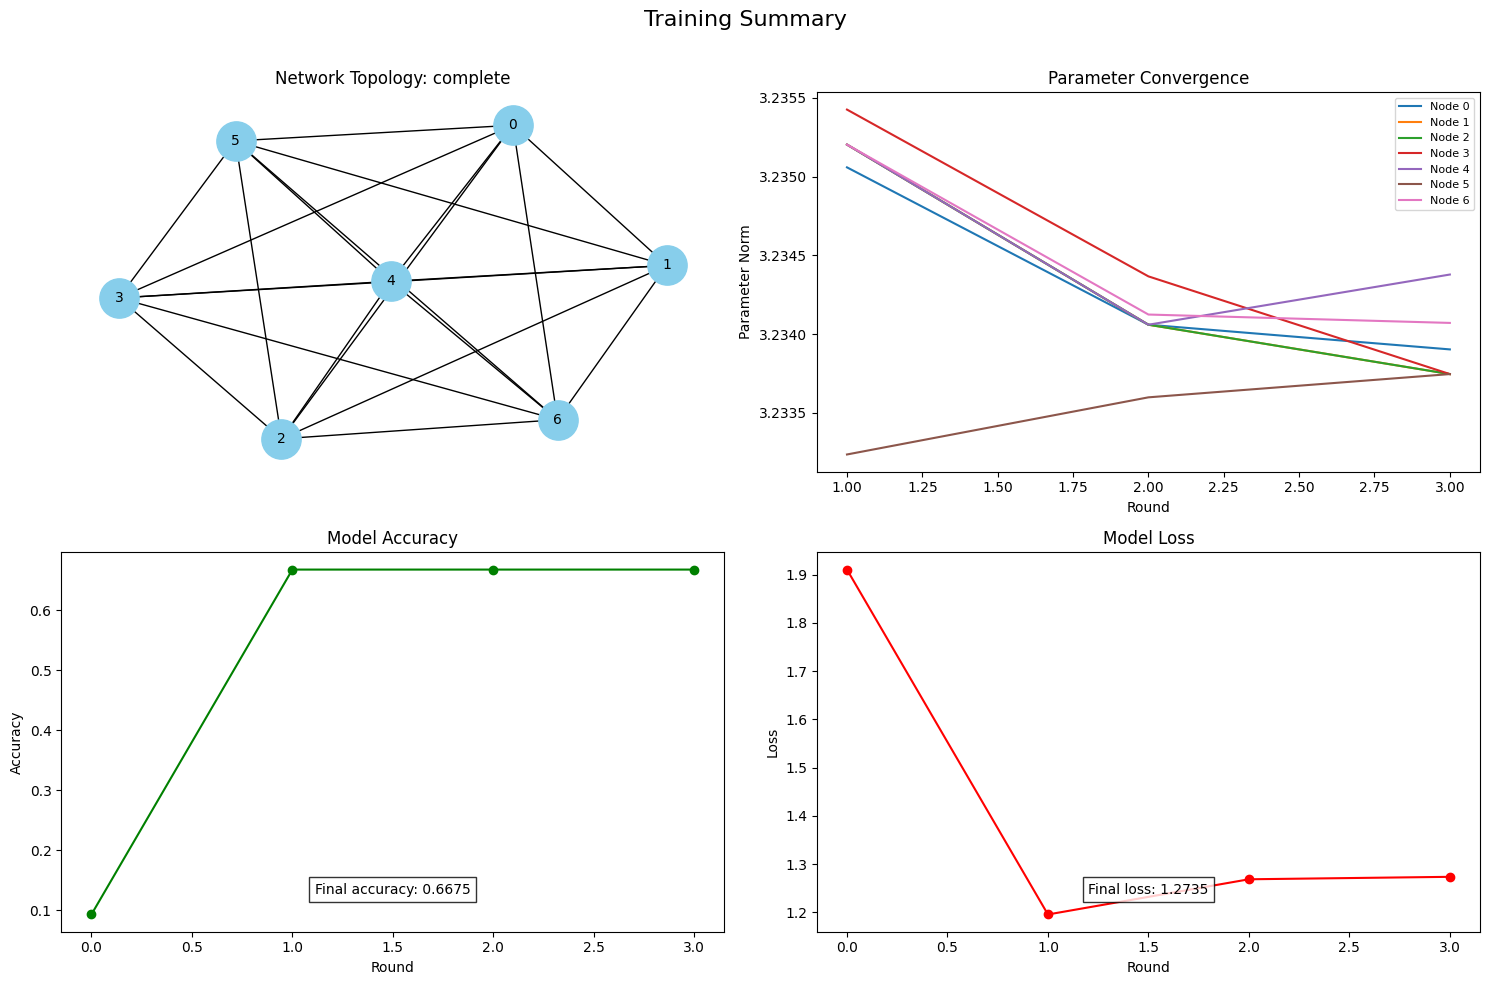 Training Summary
Network Topology: complete
5
0
1
4
3
6
2
Parameter Convergence
3.2355
3.2350
3.2345
3.2340
3.2335
Parameter Norm
Node 0
Node 1
Node 2
Node 3
Node 4
Node 5
Node 6
1.00 1.25 1.50 1.75 2.00 2.25 2.50 2.75 3.00
Round
Model Accuracy
0.6
0.5
0.4
0.3
0.2
0.1
Accuracy
Final accuracy: 0.6675
0.0 0.5 1.0 1.5 2.0 2.5 3.0
Round
Model Loss
1.9
1.8
1.7
1.6
1.5
1.4
1.3
1.2
Loss
Final loss: 1.2735
0.0 0.5 1.0 1.5 2.0 2.5 3.0
Round